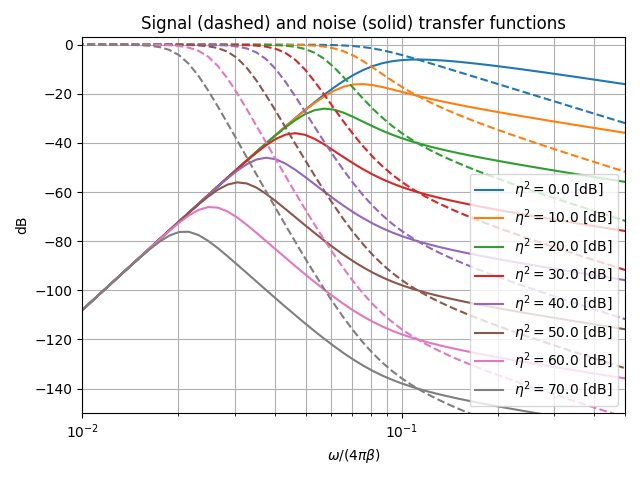 Signal (dashed) and noise (solid) transfer functions
dB
0
−20
−40
−60
−80
−100
−120
−140
η² = 0.0 [dB]
η² = 10.0 [dB]
η² = 20.0 [dB]
η² = 30.0 [dB]
η² = 40.0 [dB]
η² = 50.0 [dB]
η² = 60.0 [dB]
η² = 70.0 [dB]
10⁻² 10⁻¹
ω/(4πβ)